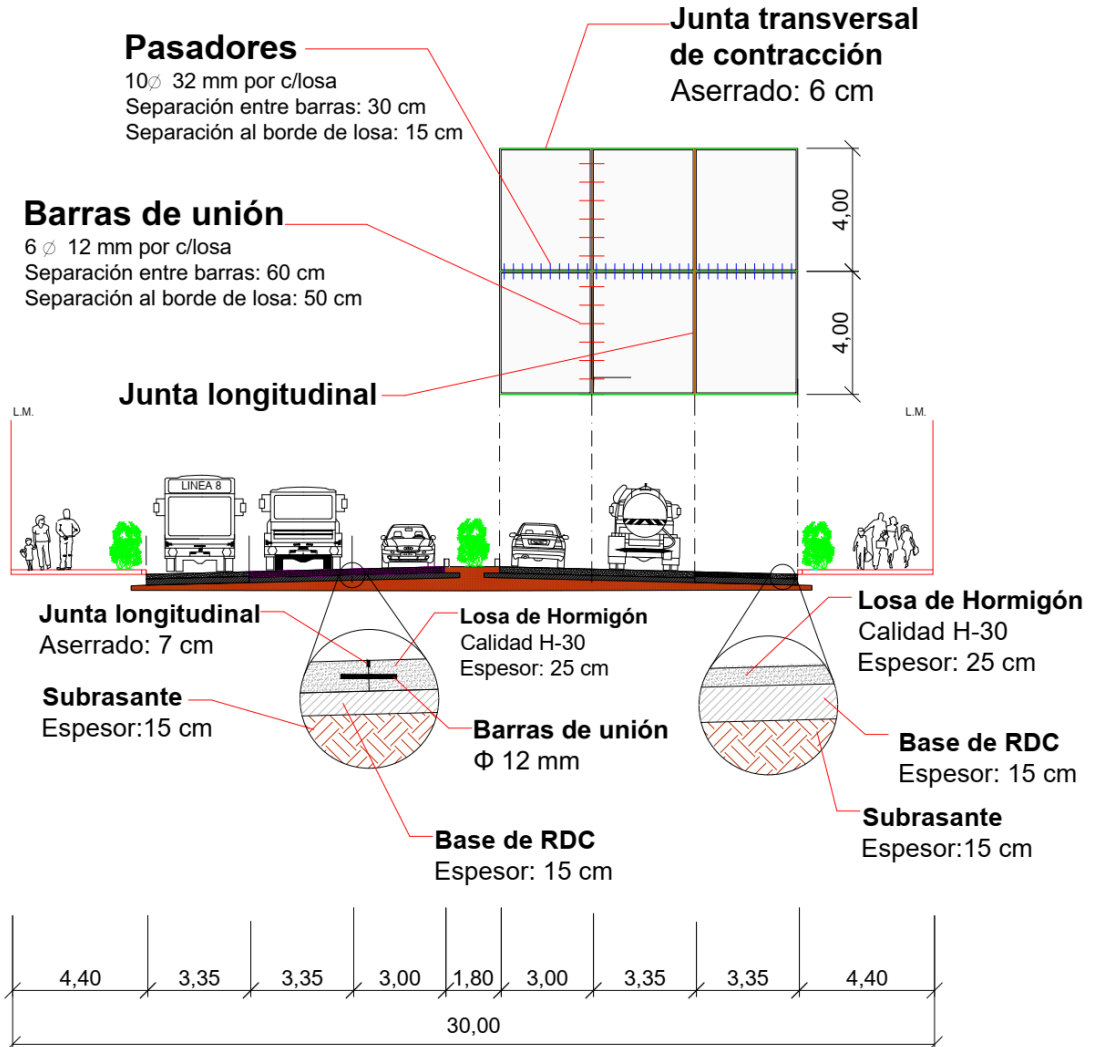 Pasadores
10∅ 32 mm por c/losa
Separación entre barras: 30 cm
Separación al borde de losa: 15 cm
Junta transversal
de contracción
Aserrado: 6 cm
Barras de unión
6 ∅ 12 mm por c/losa
Separación entre barras: 60 cm
Separación al borde de losa: 50 cm
4,00
4,00
Junta longitudinal
L.M.
L.M.
LINEA 8
Junta longitudinal
Aserrado: 7 cm
Losa de Hormigón
Calidad H-30
Espesor: 25 cm
Losa de Hormigón
Calidad H-30
Espesor: 25 cm
Subrasante
Espesor:15 cm
Barras de unión
Φ 12 mm
Base de RDC
Espesor: 15 cm
Base de RDC
Espesor: 15 cm
Subrasante
Espesor:15 cm
4,40 3,35 3,35 3,00 1,80 3,00 3,35 3,35 4,40
30,00